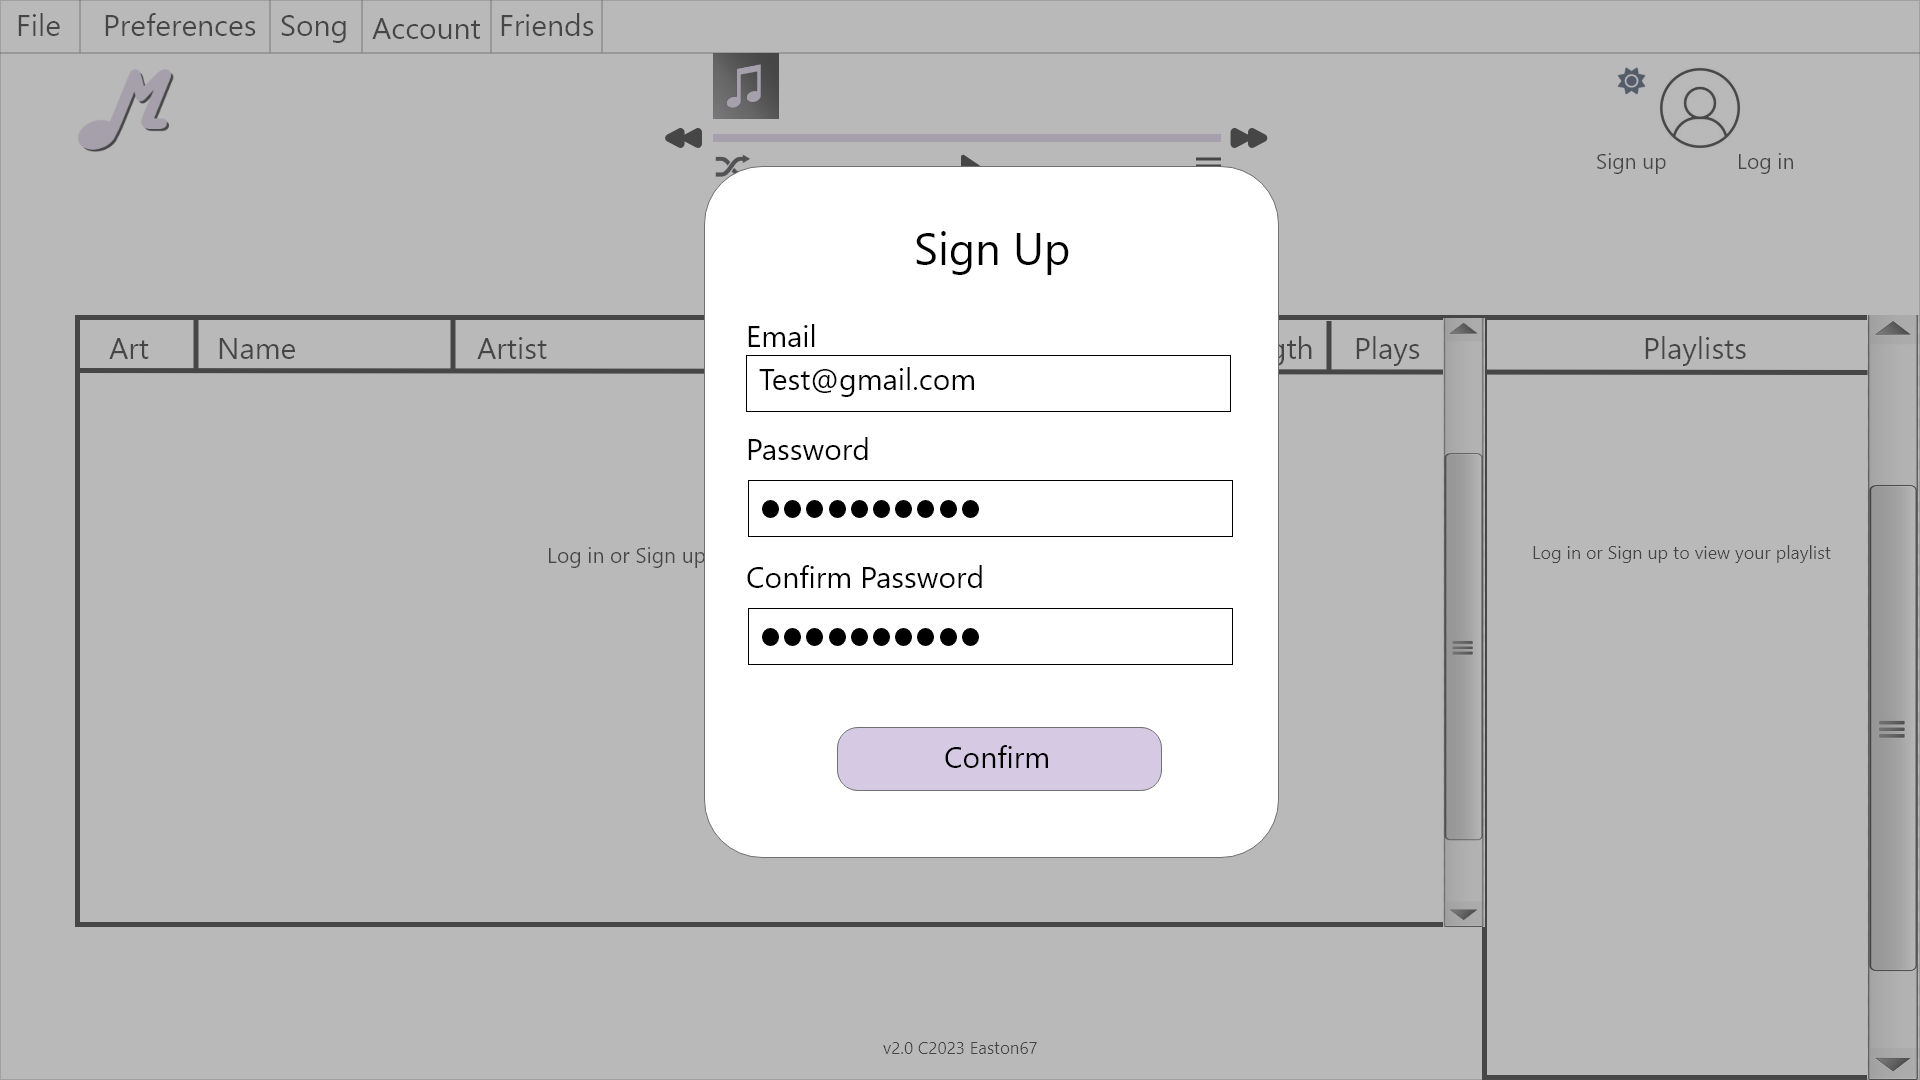 File Preferences Song Account Friends
Sign up Log in
Sign Up
Email
Test@gmail.com
Password
Confirm Password
Confirm
Art Name Artist Plays
Log in or Sign up
Playlists
Log in or Sign up to view your playlist
v2.0 C2023 Easton67